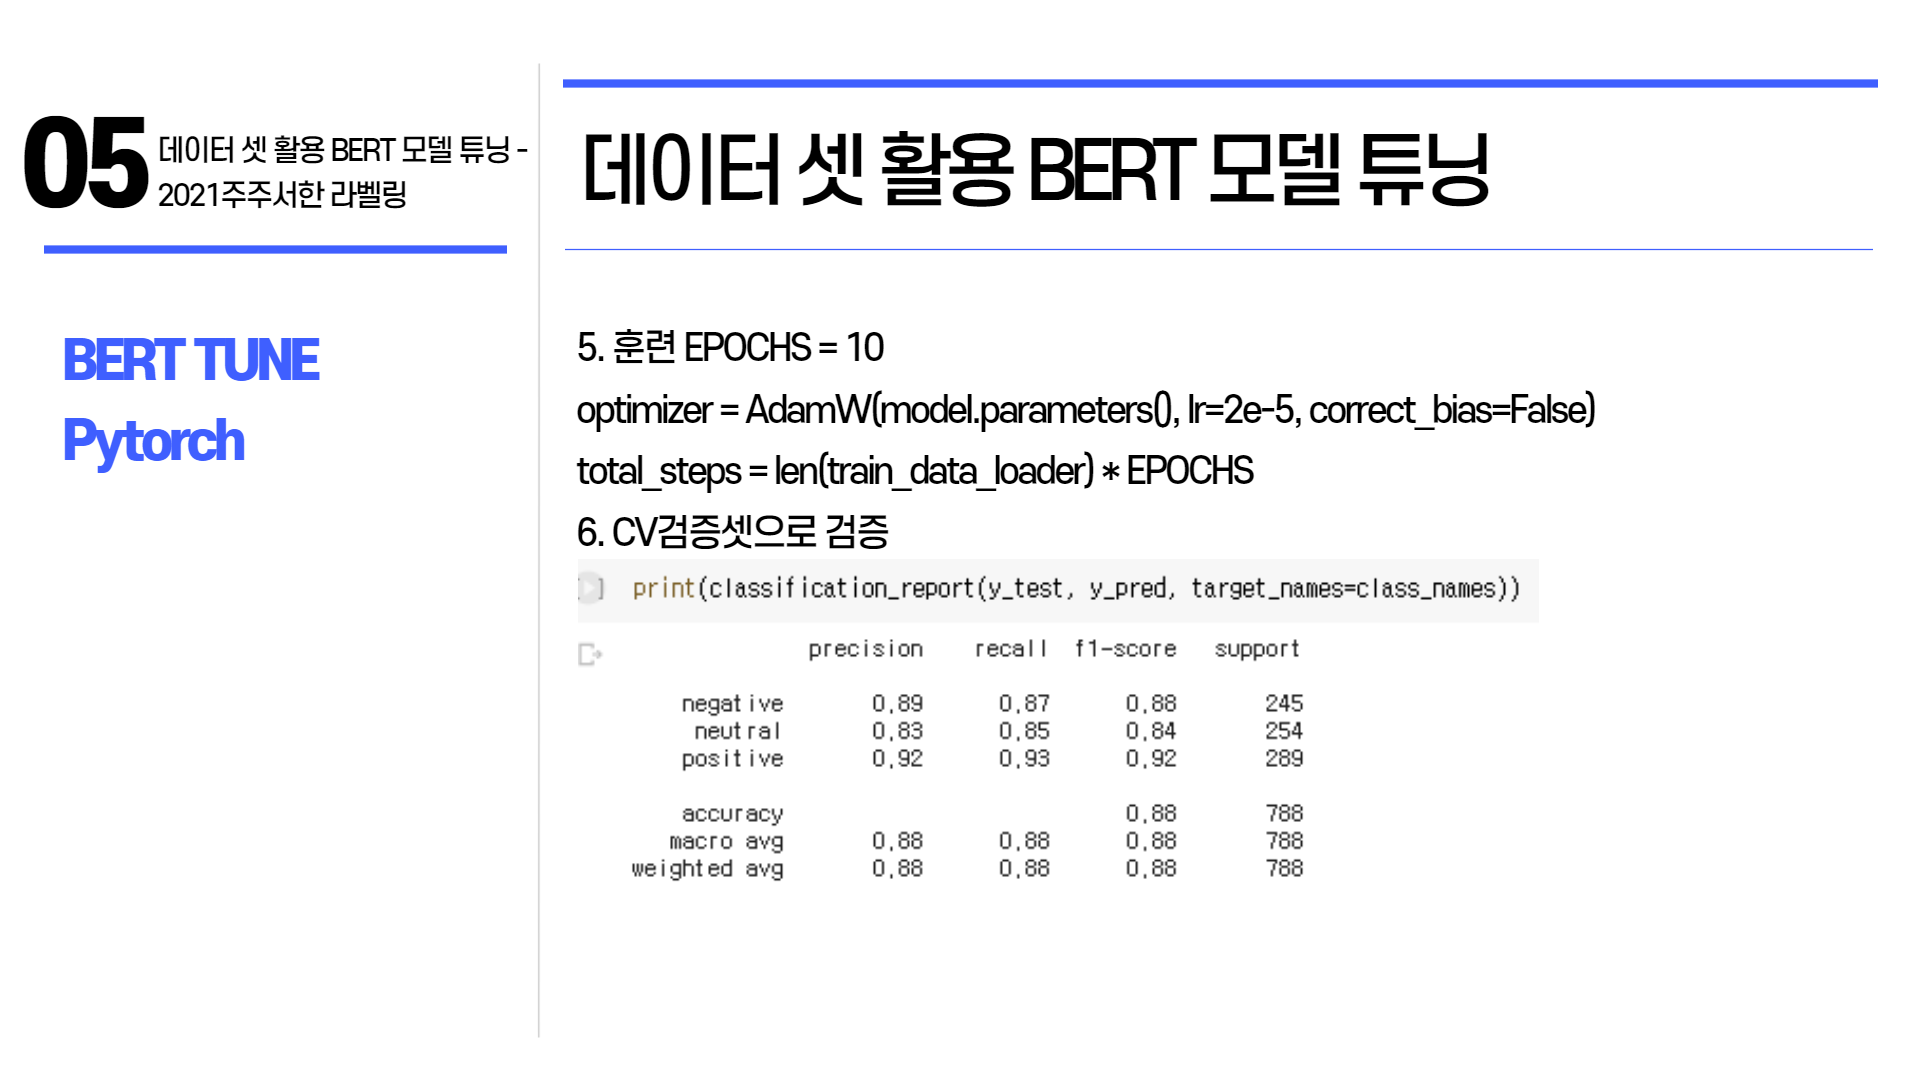 05
데이터 셋 활용 BERT 모델 튜닝 -
2021주주서한 라벨링
BERT TUNE
Pytorch
데이터 셋 활용 BERT 모델 튜닝
5. 훈련 EPOCHS = 10
optimizer = AdamW(model.parameters(), lr=2e-5, correct_bias=False)
total_steps = len(train_data_loader) * EPOCHS
6. CV검증셋으로 검증
[ ] print(classification_report(y_test, y_pred, target_names=class_names))
precision recall f1-score support
negative 0.89 0.87 0.88 245
neutral 0.83 0.85 0.84 254
positive 0.92 0.93 0.92 289
accuracy 0.88 788
macro avg 0.88 0.88 0.88 788
weighted avg 0.88 0.88 0.88 788